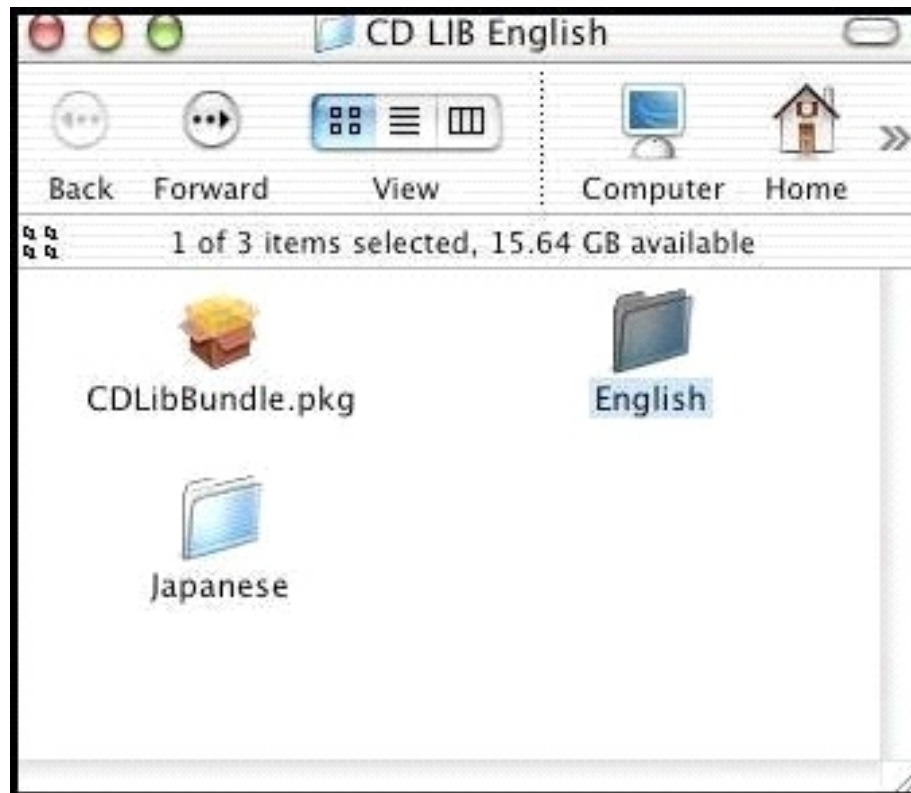 CD LIB English
Back Forward View Computer Home
1 of 3 items selected, 15.64 GB available
CDLibBundle.pkg English
Japanese